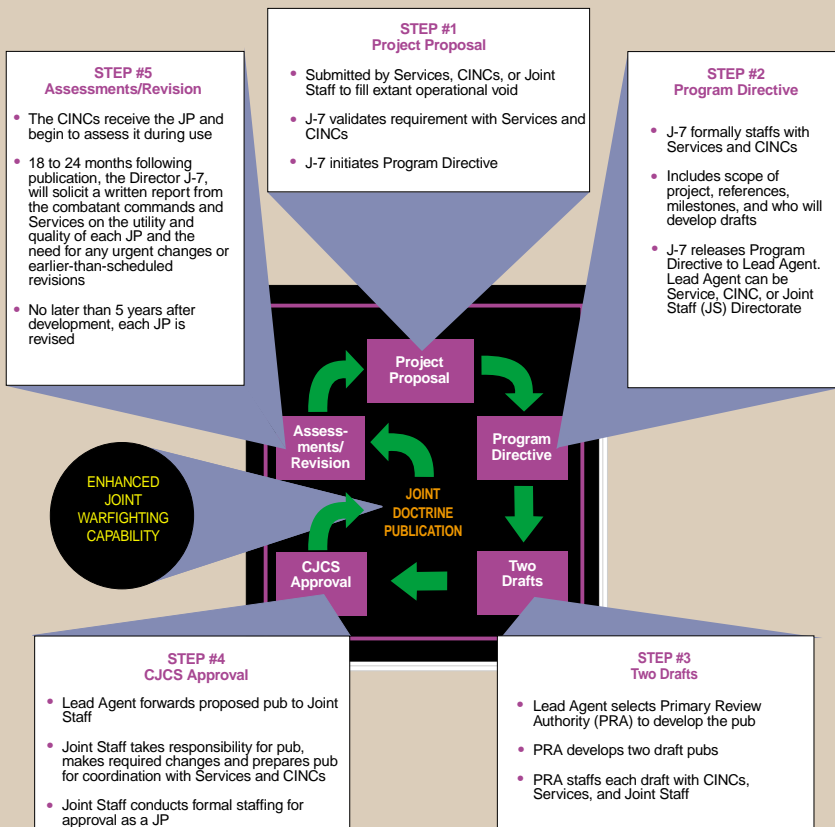 STEP #1
Project Proposal
• Submitted by Services, CINCs, or Joint
Staff to fill extant operational void
• J-7 validates requirement with Services and
CINCs
• J-7 initiates Program Directive
STEP #5
Assessments/Revision
• The CINCs receive the JP and
begin to assess it during use
• 18 to 24 months following
publication, the Director J-7,
will solicit a written report from
the combatant commands and
Services on the utility and
quality of each JP and the
need for any urgent changes or
earlier-than-scheduled
revisions
• No later than 5 years after
development, each JP is
revised
STEP #2
Program Directive
• J-7 formally staffs with
Services and CINCs
• Includes scope of
project, references,
milestones, and who will
develop drafts
• J-7 releases Program
Directive to Lead Agent.
Lead Agent can be
Service, CINC, or Joint
Staff (JS) Directorate
Project
Proposal
Assess-
ments/
Revision
Program
Directive
ENHANCED
JOINT
WARFIGHTING
CAPABILITY
JOINT
DOCTRINE
PUBLICATION
CJCS
Approval
Two
Drafts
STEP #4
CJCS Approval
• Lead Agent forwards proposed pub to Joint
Staff
• Joint Staff takes responsibility for pub,
makes required changes and prepares pub
for coordination with Services and CINCs
• Joint Staff conducts formal staffing for
approval as a JP
STEP #3
Two Drafts
• Lead Agent selects Primary Review
Authority (PRA) to develop the pub
• PRA develops two draft pubs
• PRA staffs each draft with CINCs,
Services, and Joint Staff